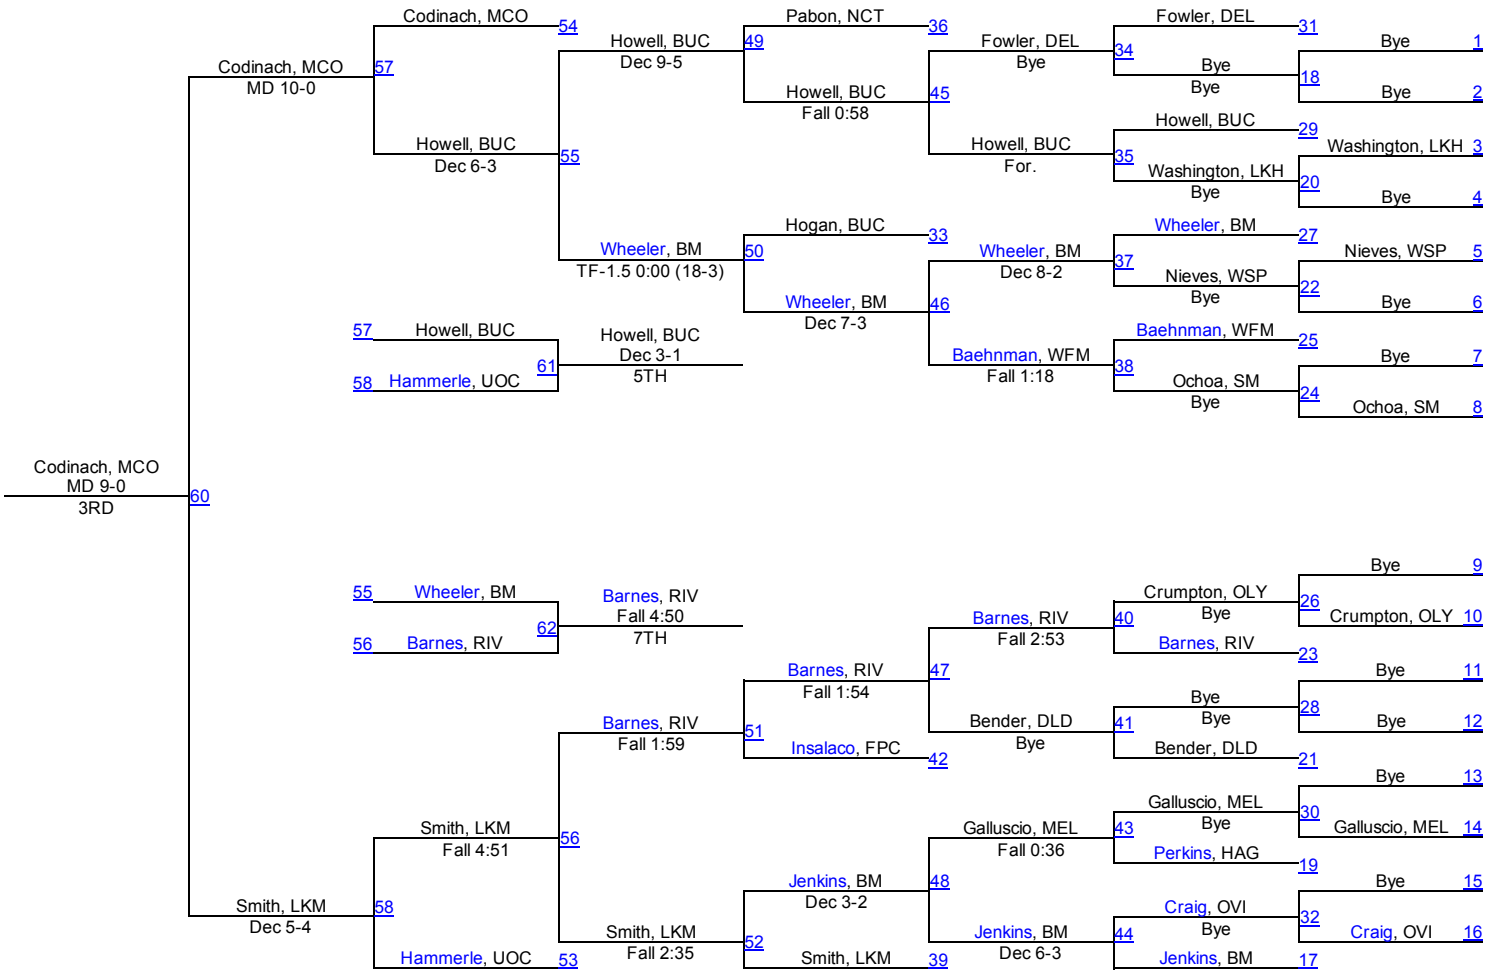 Codinach, MCO
54
Pabon, NCT
36
Fowler, DEL
31
Howell, BUC
49
Dec 9-5
Fowler, DEL
34
Bye
Bye
1
Codinach, MCO
57
MD 10-0
Bye
Bye
18
Howell, BUC
45
Fall 0:58
Bye
2
Howell, BUC
29
Howell, BUC
55
Dec 6-3
Howell, BUC
35
For.
Washington, LKH
3
Washington, LKH
20
Bye
Bye
4
Hogan, BUC
33
Wheeler, BM
27
Wheeler, BM
50
TF-1.5 0:00 (18-3)
Wheeler, BM
37
Dec 8-2
Nieves, WSP
5
Nieves, WSP
22
Bye
Wheeler, BM
46
Dec 7-3
Bye
6
57
Howell, BUC
Howell, BUC
Dec 3-1
61
5TH
58
Hammerle, UOC
Baehnman, WFM
25
Baehnman, WFM
38
Fall 1:18
Bye
7
Ochoa, SM
24
Bye
Ochoa, SM
8
Codinach, MCO
MD 9-0
60
3RD
Bye
9
55
Wheeler, BM
Barnes, RIV
Fall 4:50
62
7TH
56
Barnes, RIV
Crumpton, OLY
26
Bye
Barnes, RIV
40
Fall 2:53
Crumpton, OLY
10
Barnes, RIV
23
Barnes, RIV
47
Fall 1:54
Bye
11
Bye
28
Bye
Barnes, RIV
51
Fall 1:59
Bender, DLD
41
Bye
Bye
12
Insalaco, FPC
42
Bender, DLD
21
Bye
13
Galluscio, MEL
30
Bye
Smith, LKM
56
Fall 4:51
Galluscio, MEL
43
Fall 0:36
Galluscio, MEL
14
Perkins, HAG
19
Jenkins, BM
48
Dec 3-2
Bye
15
Smith, LKM
58
Dec 5-4
Craig, OVI
32
Bye
Smith, LKM
52
Fall 2:35
Jenkins, BM
44
Dec 6-3
Craig, OVI
16
Hammerle, UOC
53
Smith, LKM
39
Jenkins, BM
17